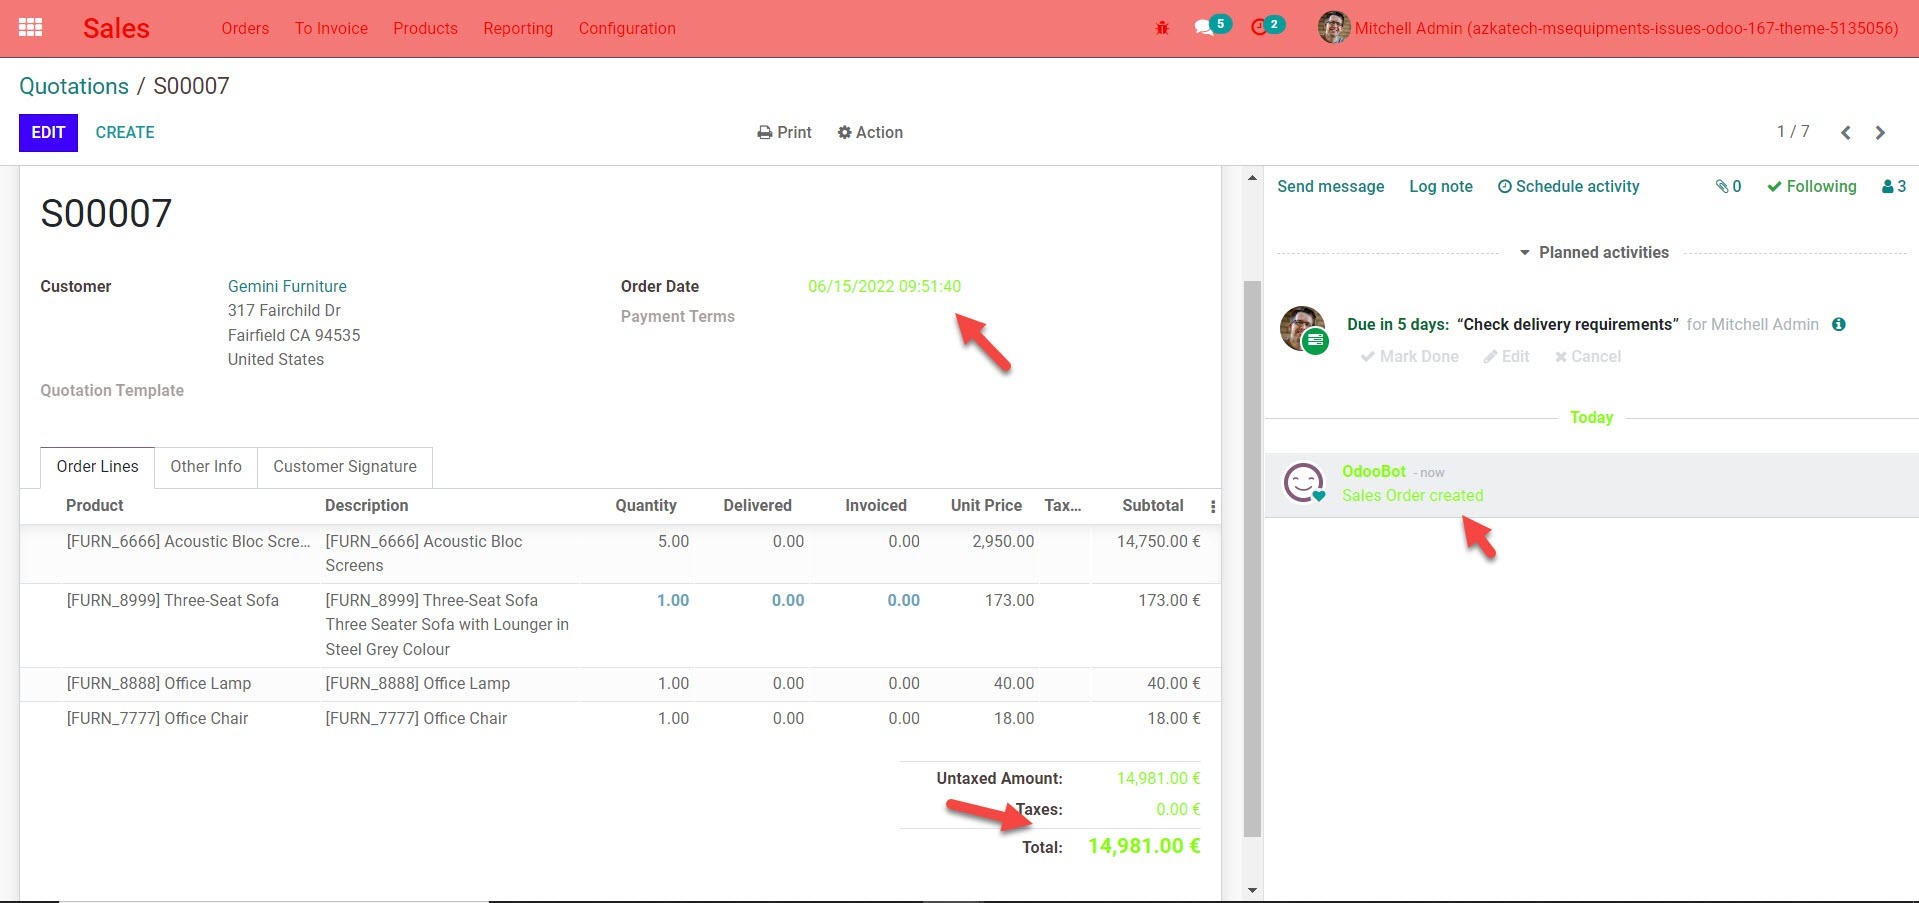 Sales Orders To Invoice Products Reporting Configuration 5 2 Mitchell Admin (azkatech-msequipments-issues-odoo-167-theme-5135056)
Quotations / S00007
EDIT CREATE Print Action 1 / 7
Send message Log note Schedule activity 0 Following 3
S00007
Planned activities
Customer Gemini Furniture Order Date 06/15/2022 09:51:40
317 Fairchild Dr Payment Terms
Fairfield CA 94535
United States
Quotation Template
Due in 5 days: “Check delivery requirements” for Mitchell Admin
Mark Done Edit Cancel
Today
OdooBot - now
Sales Order created
Order Lines Other Info Customer Signature
Product Description Quantity Delivered Invoiced Unit Price Tax... Subtotal
[FURN_6666] Acoustic Bloc Scre... [FURN_6666] Acoustic Bloc 5.00 0.00 0.00 2,950.00 14,750.00 €
Screens
[FURN_8999] Three-Seat Sofa [FURN_8999] Three-Seat Sofa 1.00 0.00 0.00 173.00 173.00 €
Three Seater Sofa with Lounger in
Steel Grey Colour
[FURN_8888] Office Lamp [FURN_8888] Office Lamp 1.00 0.00 0.00 40.00 40.00 €
[FURN_7777] Office Chair [FURN_7777] Office Chair 1.00 0.00 0.00 18.00 18.00 €
Untaxed Amount: 14,981.00 €
Taxes: 0.00 €
Total: 14,981.00 €